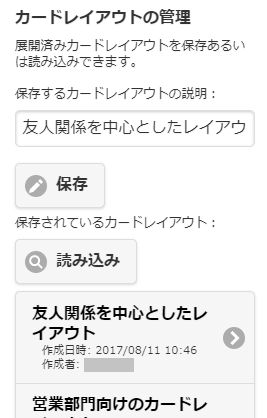 カードレイアウトの管理
展開済みカードレイアウトを保存あるい
は読み込みできます。
保存するカードレイアウトの説明：
友人関係を中心としたレイアウ
保存
保存されているカードレイアウト：
読み込み
友人関係を中心としたレ
イアウト
作成日時: 2017/08/11 10:46
作成者:
営業部門向けのカードレ